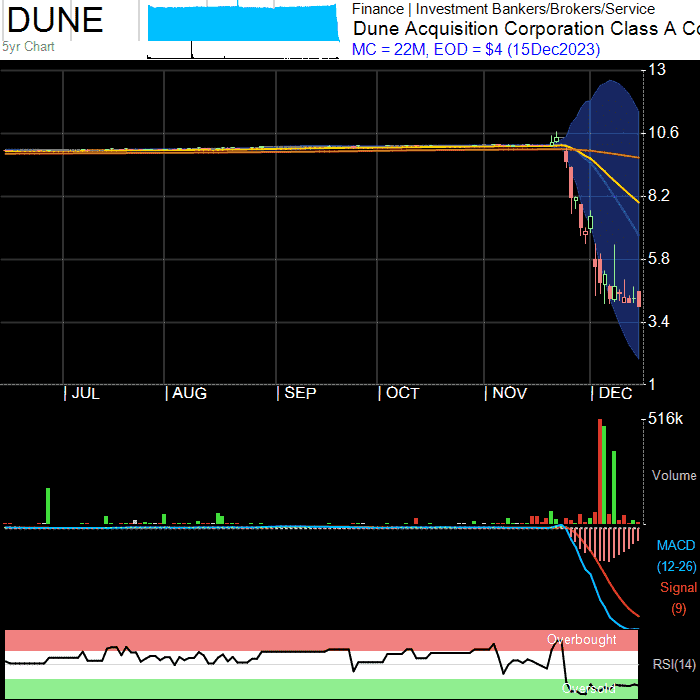 DUNE
5yr Chart
Finance | Investment Bankers/Brokers/Service
Dune Acquisition Corporation Class A Co
MC = 22M, EOD = $4 (15Dec2023)
13
10.6
8.2
5.8
3.4
1
JUL
AUG
SEP
OCT
NOV
DEC
516k
Volume
MACD
(12-26)
Signal
(9)
Overbought
RSI(14)
Oversold